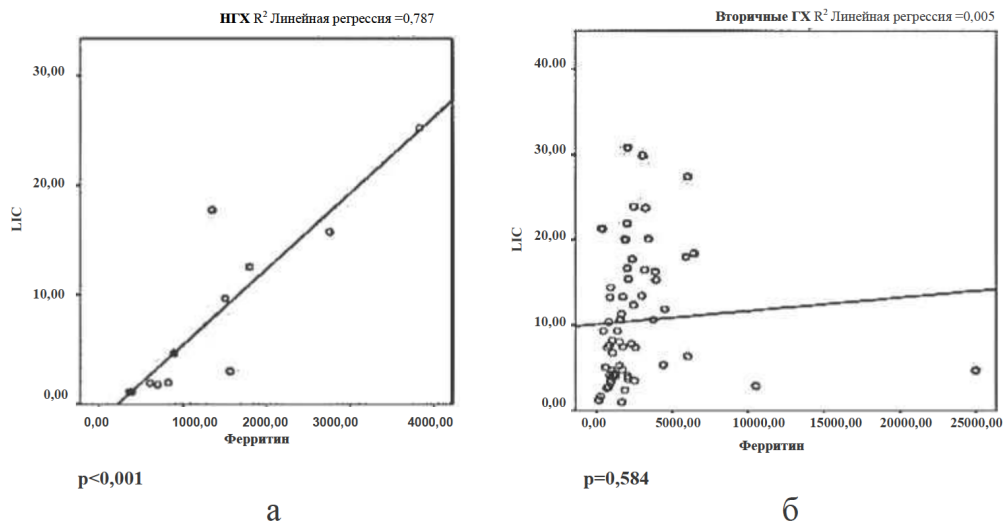 НГХ R² Линейная регрессия =0,787
30,00
20,00
10,00
0,00
LIC
0,00 1000,00 2000,00 3000,00 4000,00
Ферритин
p<0,001
а
Вторичные ГХ R² Линейная регрессия =0,005
40,00
30,00
20,00
10,00
0,00
LIC
0,00 5000,00 10000,00 15000,00 20000,00 25000,00
Ферритин
p=0,584
б